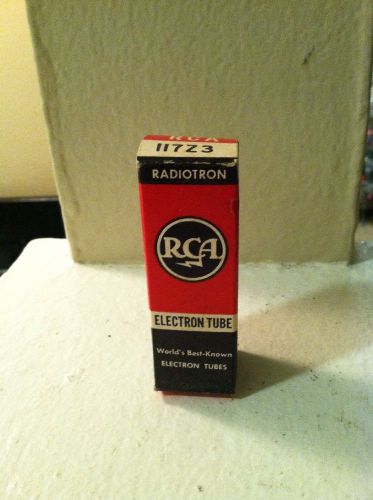 RCA
117Z3
RADIOTRON
RCA
ELECTRON TUBE
World's Best-Known
ELECTRON TUBES